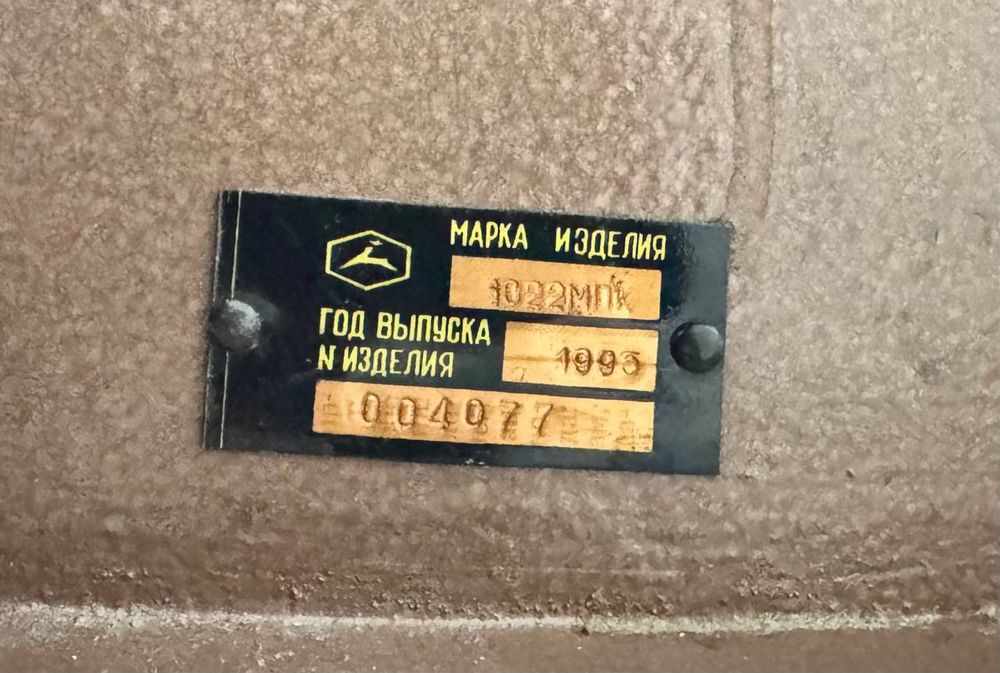 МАРКА ИЗДЕЛИЯ
1022МПК
ГОД ВЫПУСКА
1993
N ИЗДЕЛИЯ
004077